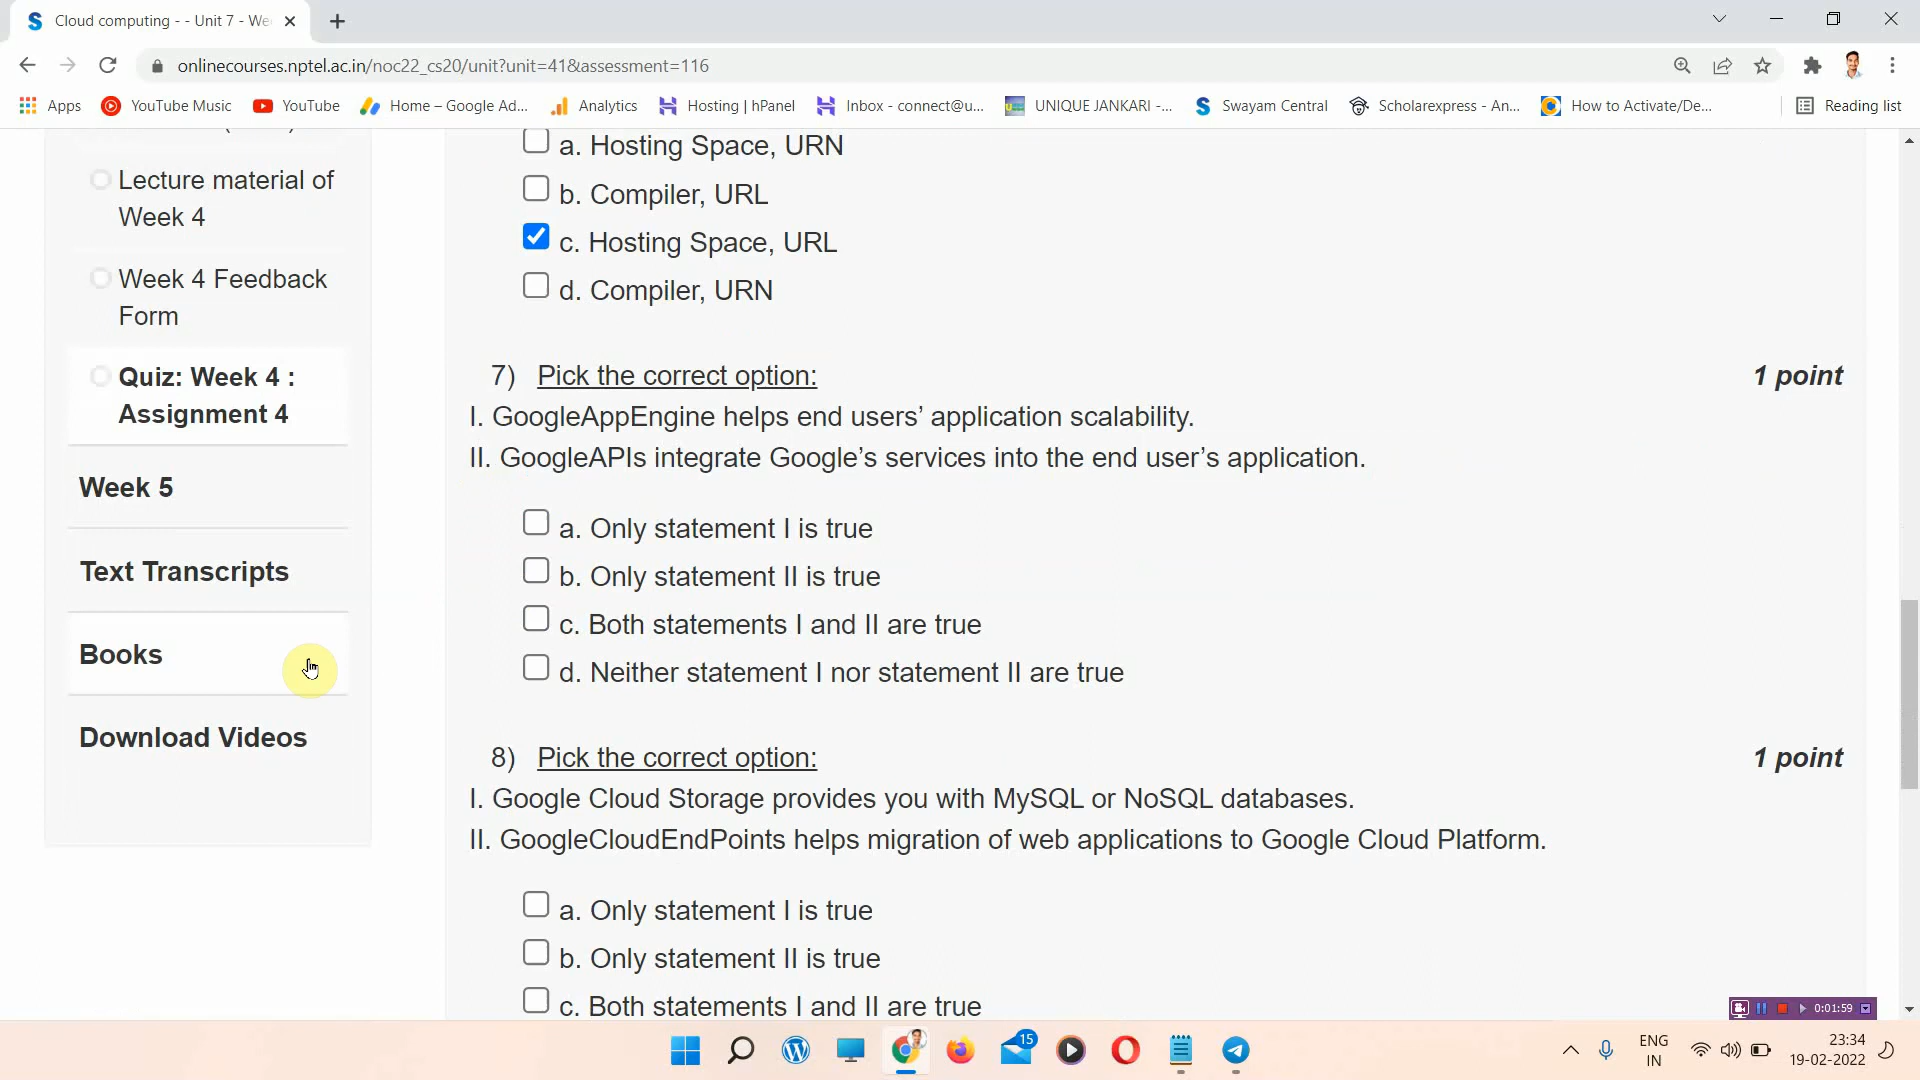 Cloud computing - - Unit 7 - We
onlinecourses.nptel.ac.in/noc22_cs20/unit?unit=41&assessment=116
Apps YouTube Music YouTube Home – Google Ad... Analytics Hosting | hPanel Inbox - connect@u... UNIQUE JANKARI -... Swayam Central Scholarexpress - An... How to Activate/De... Reading list
Lecture material of
Week 4
Week 4 Feedback
Form
Quiz: Week 4 :
Assignment 4
Week 5
Text Transcripts
Books
Download Videos
a. Hosting Space, URN
b. Compiler, URL
c. Hosting Space, URL
d. Compiler, URN
7) Pick the correct option: 1 point
I. GoogleAppEngine helps end users’ application scalability.
II. GoogleAPIs integrate Google’s services into the end user’s application.
a. Only statement I is true
b. Only statement II is true
c. Both statements I and II are true
d. Neither statement I nor statement II are true
8) Pick the correct option: 1 point
I. Google Cloud Storage provides you with MySQL or NoSQL databases.
II. GoogleCloudEndPoints helps migration of web applications to Google Cloud Platform.
a. Only statement I is true
b. Only statement II is true
c. Both statements I and II are true
0:01:59
15
ENG
IN
23:34
19-02-2022